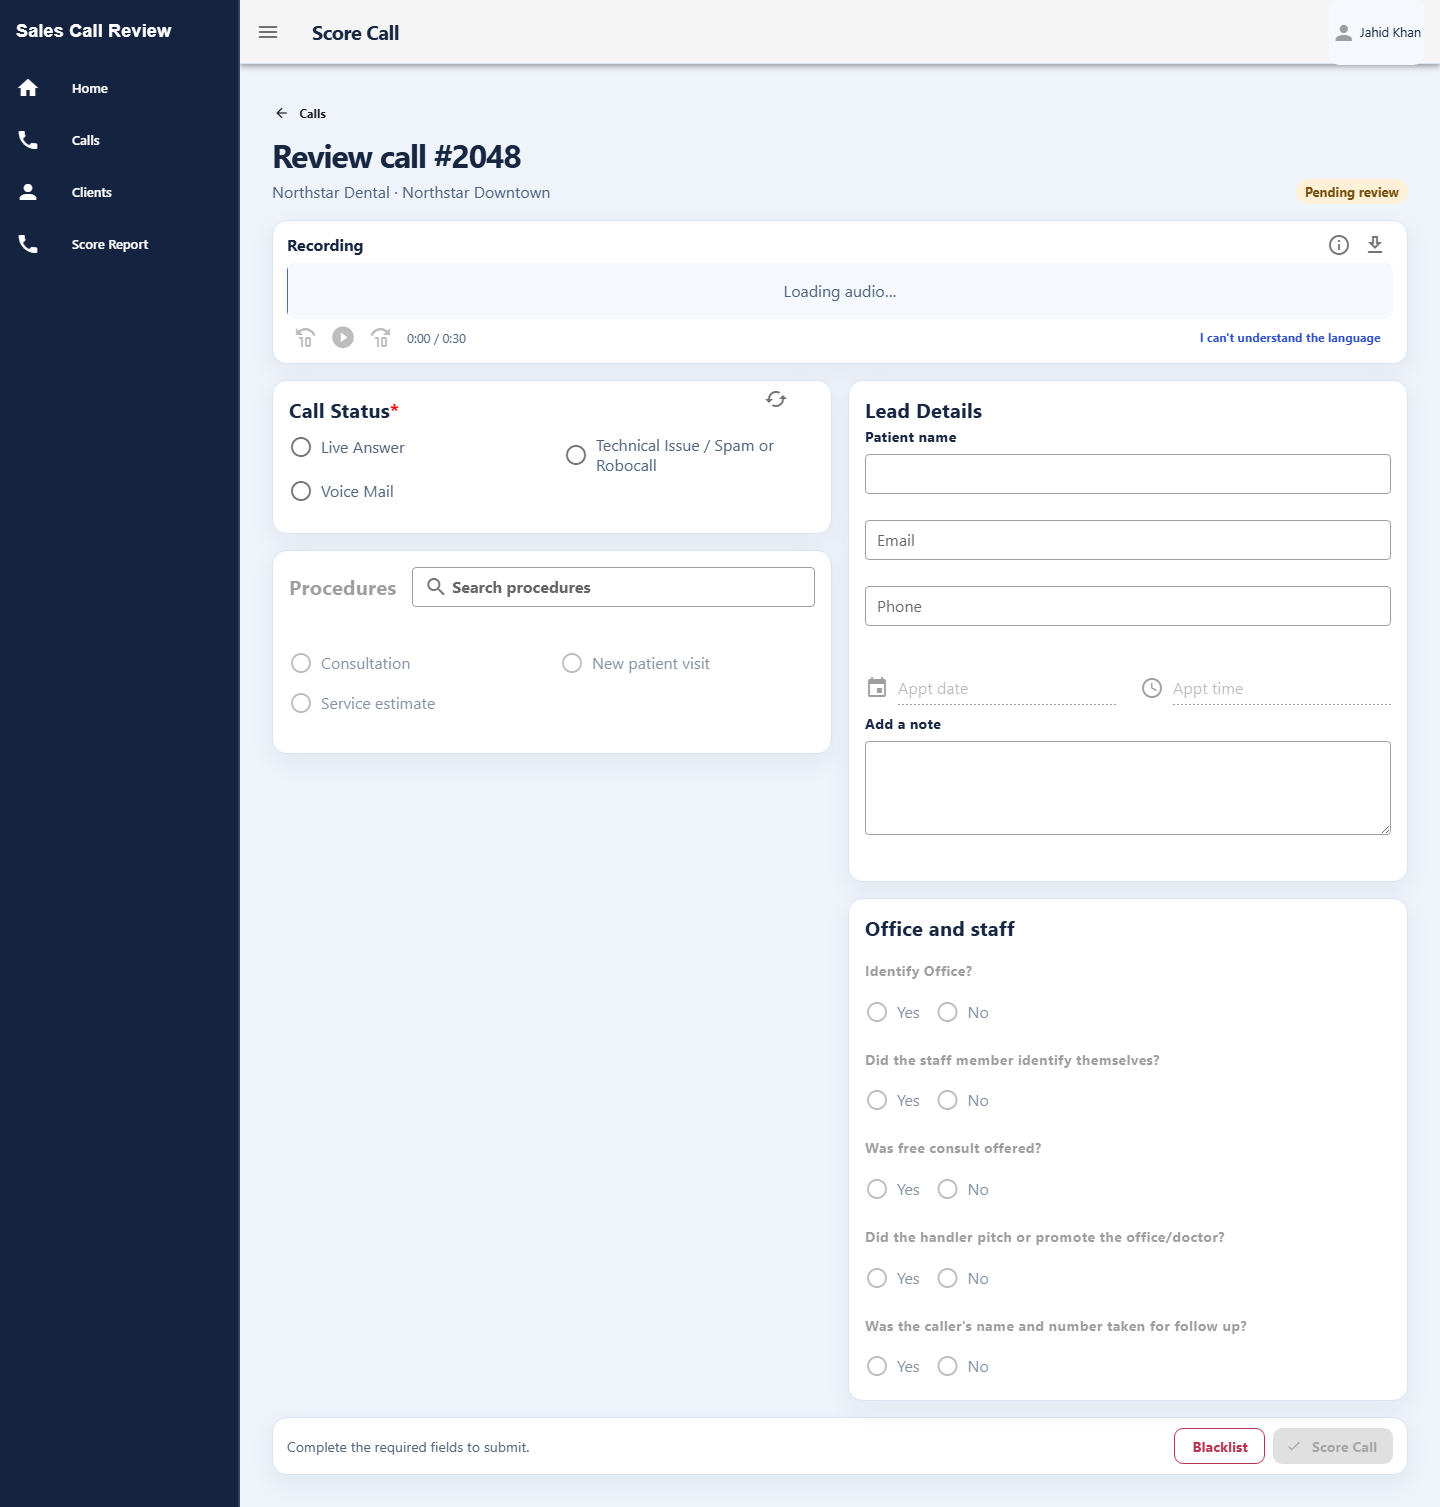 Sales Call Review
Home
Calls
Clients
Score Report
Score Call
Jahid Khan
Calls
Review call #2048
Northstar Dental · Northstar Downtown
Pending review
Recording
Loading audio...
10
10
0:00 / 0:30
I can't understand the language
Call Status*
Live Answer
Technical Issue / Spam or
Robocall
Voice Mail
Procedures
Search procedures
Consultation
New patient visit
Service estimate
Lead Details
Patient name
Email
Phone
Appt date
Appt time
Add a note
Office and staff
Identify Office?
Yes
No
Did the staff member identify themselves?
Yes
No
Was free consult offered?
Yes
No
Did the handler pitch or promote the office/doctor?
Yes
No
Was the caller's name and number taken for follow up?
Yes
No
Complete the required fields to submit.
Blacklist
Score Call